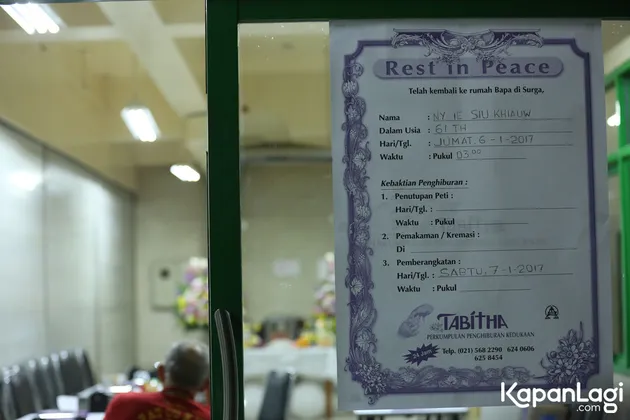 Rest in Peace
Telah kembali ke rumah Bapa di Surga,
Nama : NY IE SIU KHIAUW
Dalam Usia : 61 TH
Hari/Tgl. : JUMAT, 6-1-2017
Waktu : Pukul 03.00
Kebaktian Penghiburan :
1. Penutupan Peti :
Hari/Tgl. :
Waktu : Pukul
2. Pemakaman / Kremasi :
Di
3. Pemberangkatan :
Hari/Tgl. : SABTU, 7-1-2017
Waktu : Pukul
TABITHA
PERKUMPULAN PENGHIBURAN KEDUKAAN
Telp. (021) 568 2290 624 0606
625 8454
KapanLagi
.com